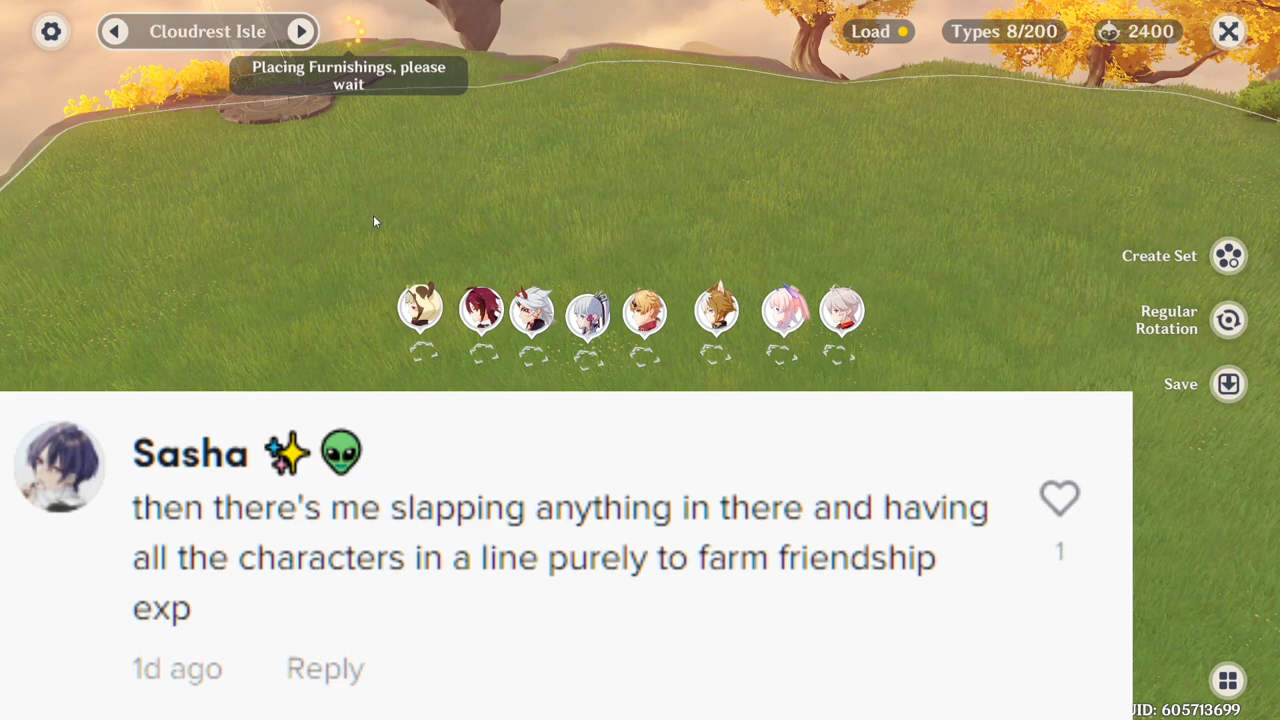 Cloudrest Isle
Load
Types 8/200
2400
Placing Furnishings, please
wait
Create Set
Regular
Rotation
Save
Sasha ✨👽
then there's me slapping anything in there and having
all the characters in a line purely to farm friendship
exp
1
1d ago
Reply
UID: 605713699